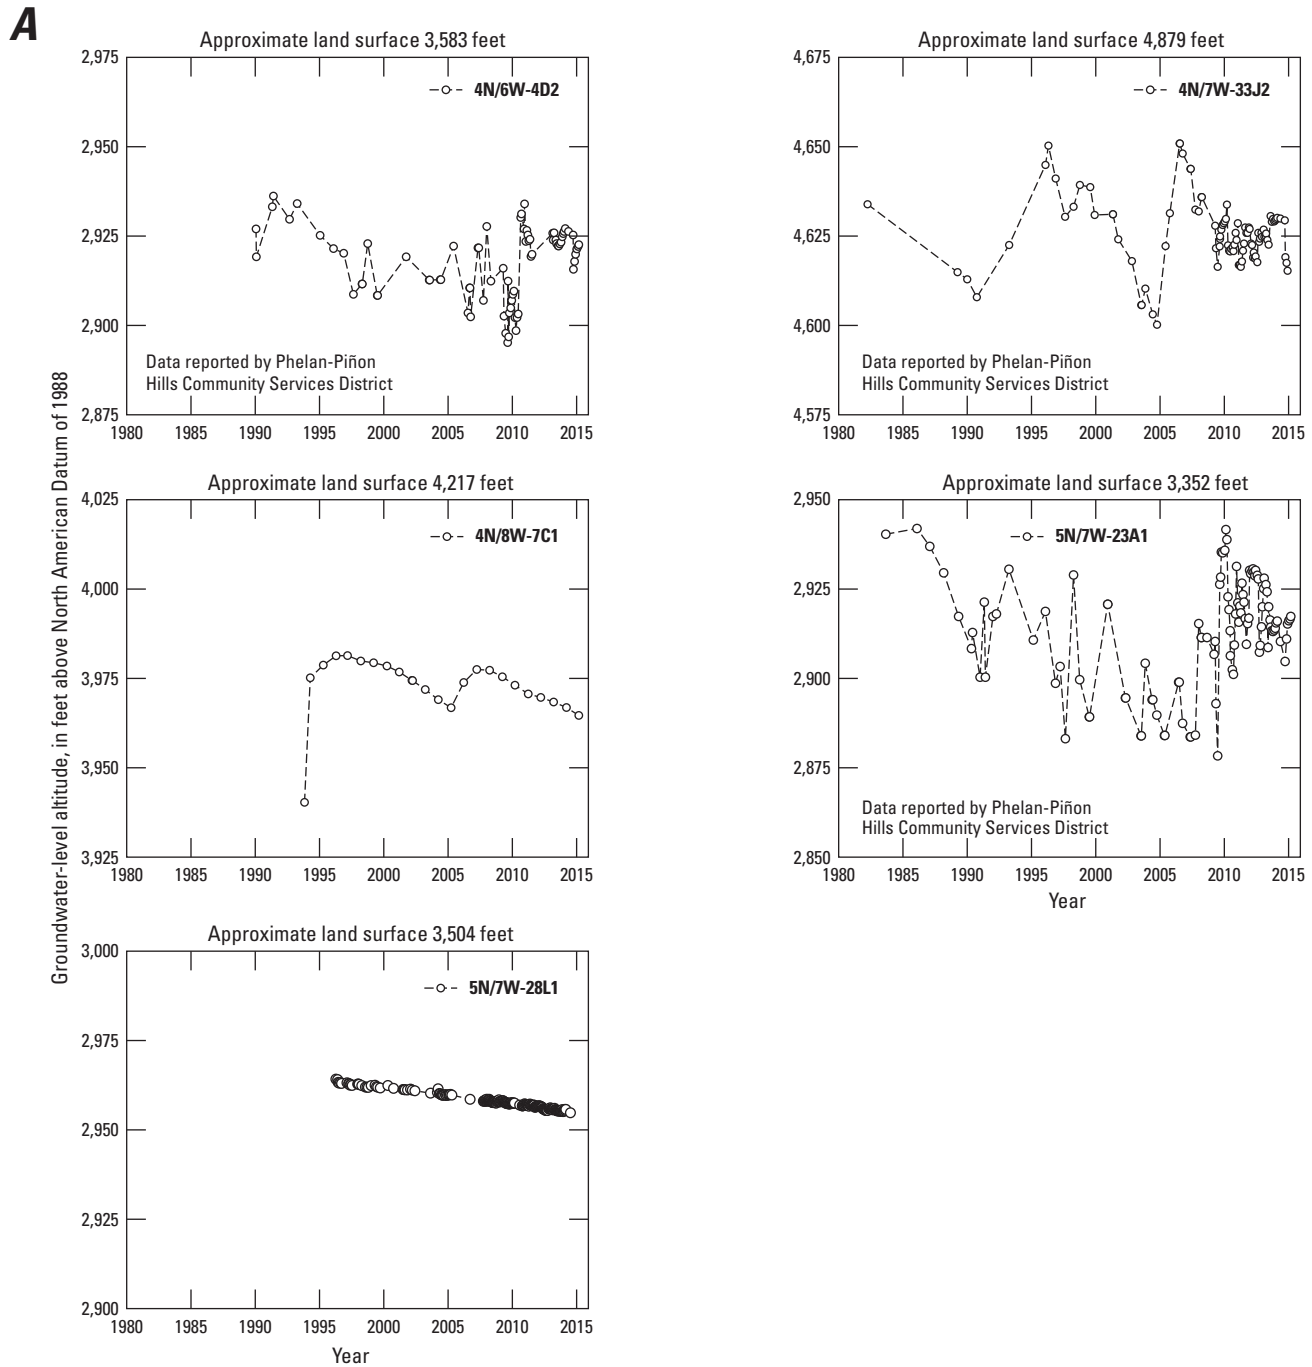 A
Groundwater-level altitude, in feet above North American Datum of 1988
Approximate land surface 3,583 feet
2,975
2,950
2,925
2,900
2,875
4N/6W-4D2
Data reported by Phelan-Piñon
Hills Community Services District
1980 1985 1990 1995 2000 2005 2010 2015
Approximate land surface 4,879 feet
4,675
4,650
4,625
4,600
4,575
4N/7W-33J2
Data reported by Phelan-Piñon
Hills Community Services District
1980 1985 1990 1995 2000 2005 2010 2015
Approximate land surface 4,217 feet
4,025
4,000
3,975
3,950
3,925
4N/8W-7C1
1980 1985 1990 1995 2000 2005 2010 2015
Approximate land surface 3,352 feet
2,950
2,925
2,900
2,875
2,850
5N/7W-23A1
Data reported by Phelan-Piñon
Hills Community Services District
1980 1985 1990 1995 2000 2005 2010 2015
Year
Approximate land surface 3,504 feet
3,000
2,975
2,950
2,925
2,900
5N/7W-28L1
1980 1985 1990 1995 2000 2005 2010 2015
Year